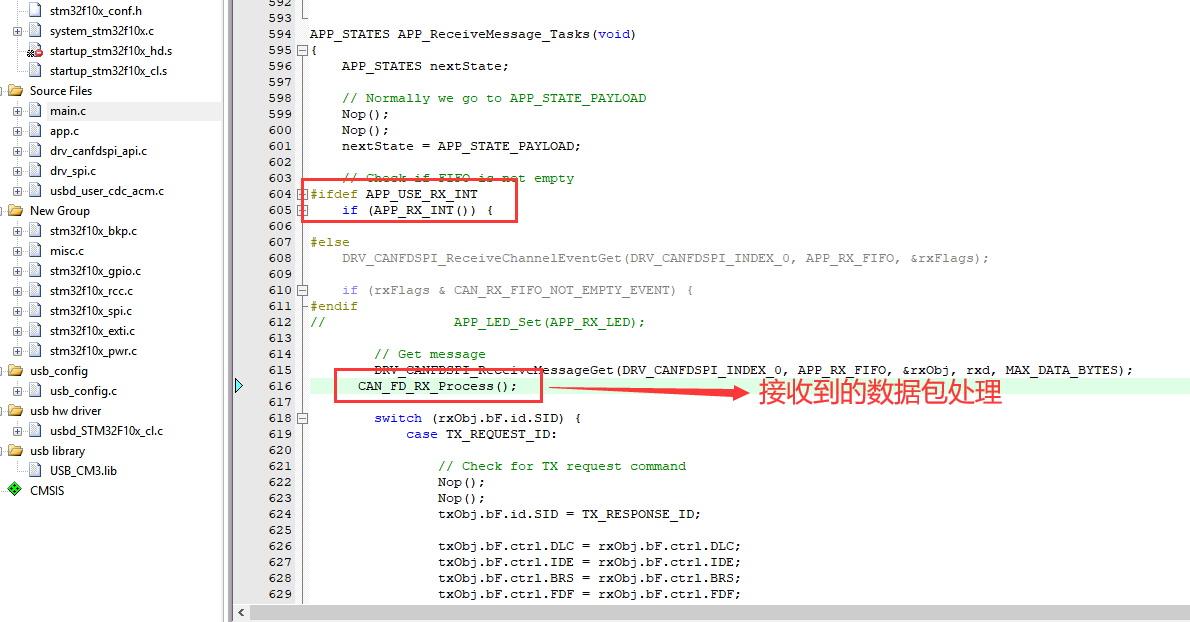 stm32f10x_conf.h
system_stm32f10x.c
startup_stm32f10x_hd.s
startup_stm32f10x_cl.s
Source Files
main.c
app.c
drv_canfdspi_api.c
drv_spi.c
usbd_user_cdc_acm.c
New Group
stm32f10x_bkp.c
misc.c
stm32f10x_gpio.c
stm32f10x_rcc.c
stm32f10x_spi.c
stm32f10x_exti.c
stm32f10x_pwr.c
usb_config
usb_config.c
usb hw driver
usbd_STM32F10x_cl.c
usb library
USB_CM3.lib
CMSIS
592
593
594 APP_STATES APP_ReceiveMessage_Tasks(void)
595 {
596 APP_STATES nextState;
597
598 // Normally we go to APP_STATE_PAYLOAD
599 Nop();
600 Nop();
601 nextState = APP_STATE_PAYLOAD;
602
603 // Check if FIFO is not empty
604 #ifdef APP_USE_RX_INT
605 if (APP_RX_INT()) {
606
607 #else
608 DRV_CANFDSPI_ReceiveChannelEventGet(DRV_CANFDSPI_INDEX_0, APP_RX_FIFO, &rxFlags);
609
610 if (rxFlags & CAN_RX_FIFO_NOT_EMPTY_EVENT) {
611 #endif
612 // APP_LED_Set(APP_RX_LED);
613
614 // Get message
615 DRV_CANFDSPI_ReceiveMessageGet(DRV_CANFDSPI_INDEX_0, APP_RX_FIFO, &rxObj, rxd, MAX_DATA_BYTES);
616 CAN_FD_RX_Process(); 接收到的数据包处理
617
618 switch (rxObj.bF.id.SID) {
619 case TX_REQUEST_ID:
620
621 // Check for TX request command
622 Nop();
623 Nop();
624 txObj.bF.id.SID = TX_RESPONSE_ID;
625
626 txObj.bF.ctrl.DLC = rxObj.bF.ctrl.DLC;
627 txObj.bF.ctrl.IDE = rxObj.bF.ctrl.IDE;
628 txObj.bF.ctrl.BRS = rxObj.bF.ctrl.BRS;
629 txObj.bF.ctrl.FDF = rxObj.bF.ctrl.FDF;